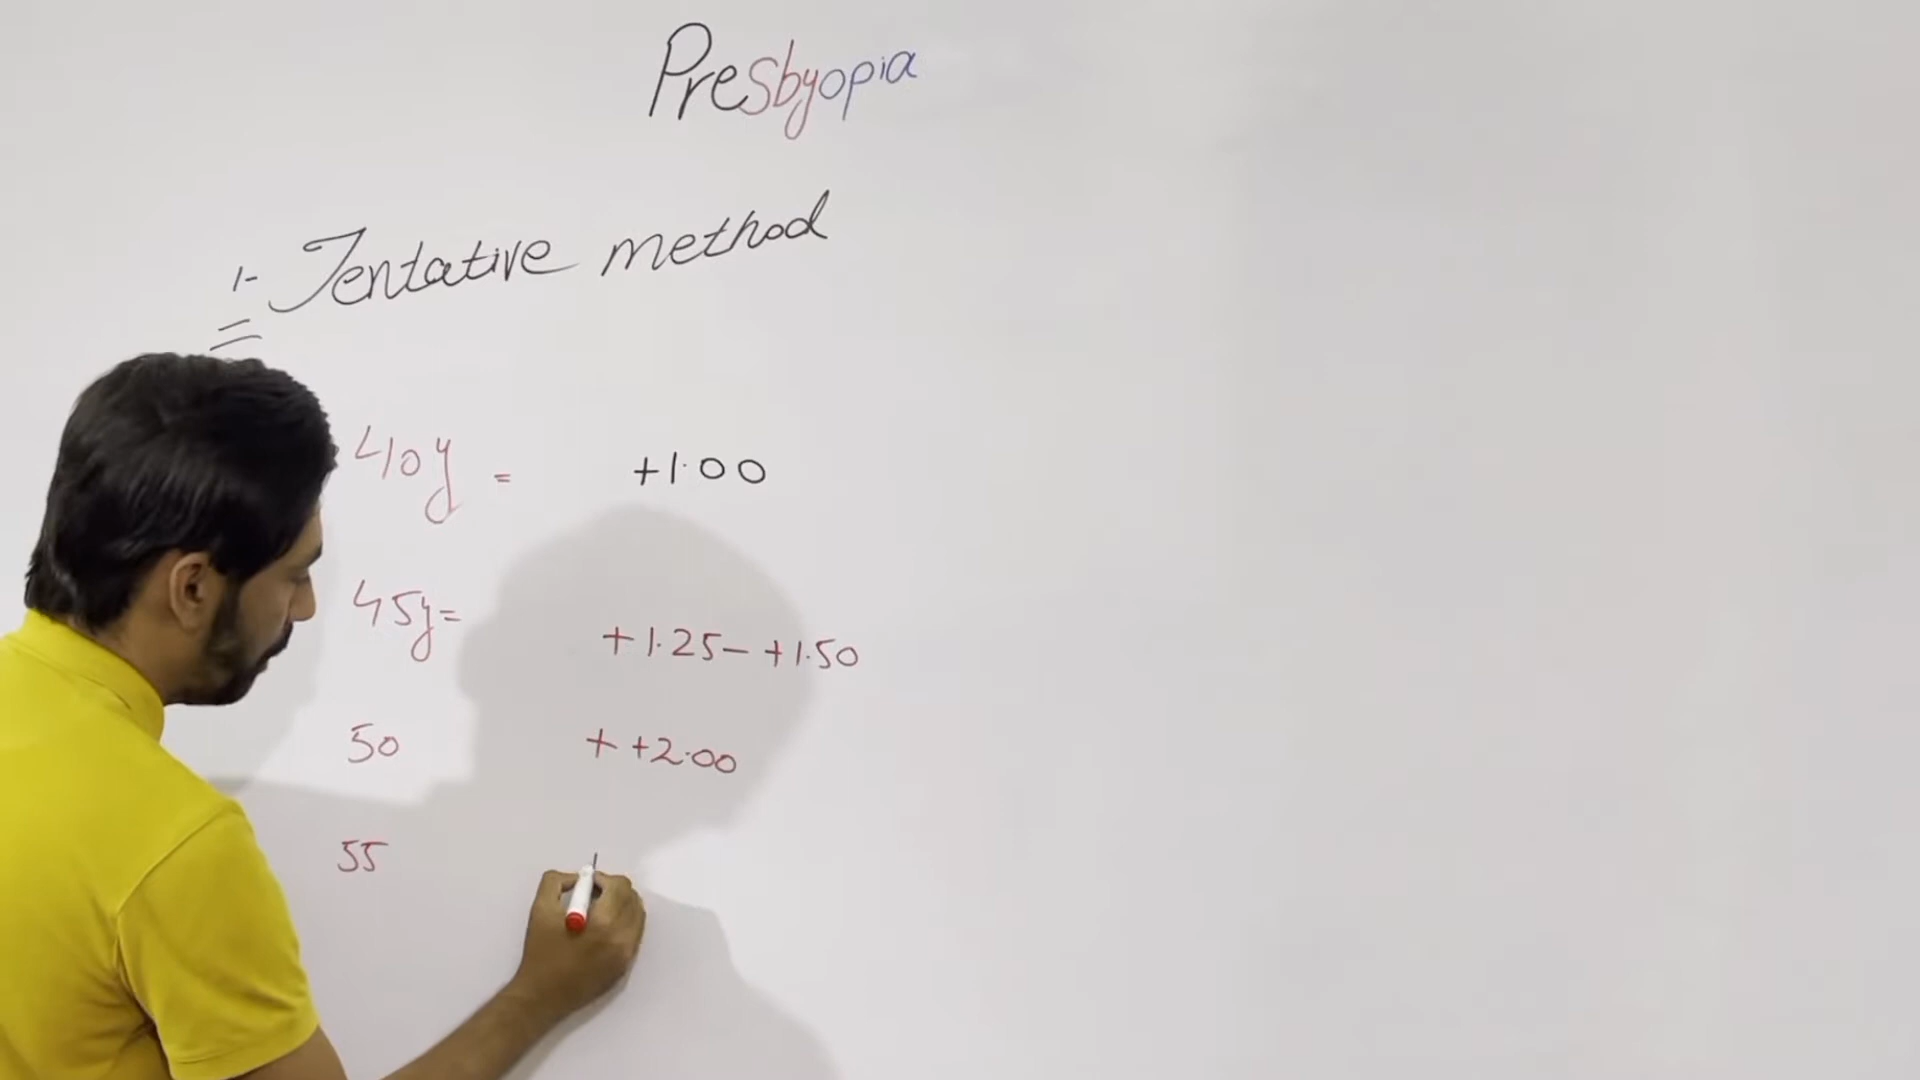 Presbyopia
1- Tentative method
40y = +1.00
45y= +1.25- +1.50
50 + +2.00
55